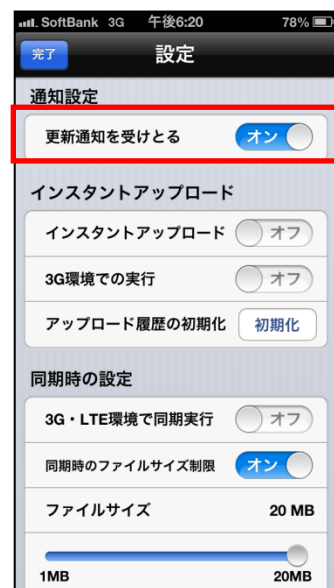 SoftBank 3G 午後6:20 78%
完了 設定
通知設定
更新通知を受けとる オン
インスタントアップロード
インスタントアップロード オフ
3G環境での実行 オフ
アップロード履歴の初期化 初期化
同期時の設定
3G・LTE環境で同期実行 オフ
同期時のファイルサイズ制限 オン
ファイルサイズ 20 MB
1MB 20MB